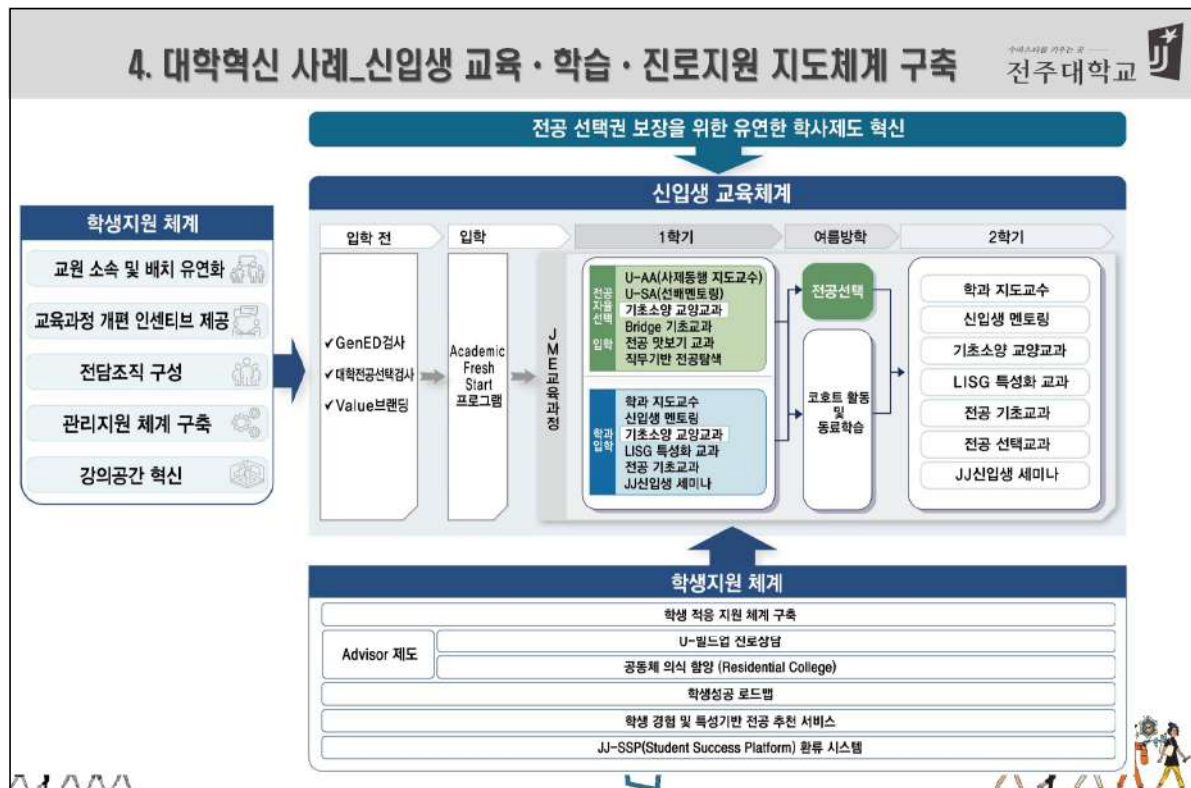 4. 대학혁신 사례_신입생 교육·학습·진로지원 지도체계 구축
수퍼스타를 키우는 곳
전주대학교
전공 선택권 보장을 위한 유연한 학사제도 혁신
학생지원 체계
교원 소속 및 배치 유연화
교육과정 개편 인센티브 제공
전담조직 구성
관리지원 체계 구축
강의공간 혁신
신입생 교육체계
입학 전
입학
1학기
여름방학
2학기
✔GenED검사
✔대학전공선택검사
✔Value브랜딩
Academic
Fresh
Start
프로그램
JME교육과정
전공
자율
선택
입학
U-AA(사제동행 지도교수)
U-SA(선배멘토링)
기초소양 교양교과
Bridge 기초교과
전공 맛보기 교과
직무기반 전공탐색
학과
입학
학과 지도교수
신입생 멘토링
기초소양 교양교과
LISG 특성화 교과
전공 기초교과
JJ신입생 세미나
전공선택
코호트 활동
및
동료학습
학과 지도교수
신입생 멘토링
기초소양 교양교과
LISG 특성화 교과
전공 기초교과
전공 선택교과
JJ신입생 세미나
학생지원 체계
학생 적응 지원 체계 구축
Advisor 제도
U-빌드업 진로상담
공동체 의식 함양 (Residential College)
학생성공 로드맵
학생 경험 및 특성기반 전공 추천 서비스
JJ-SSP(Student Success Platform) 환류 시스템